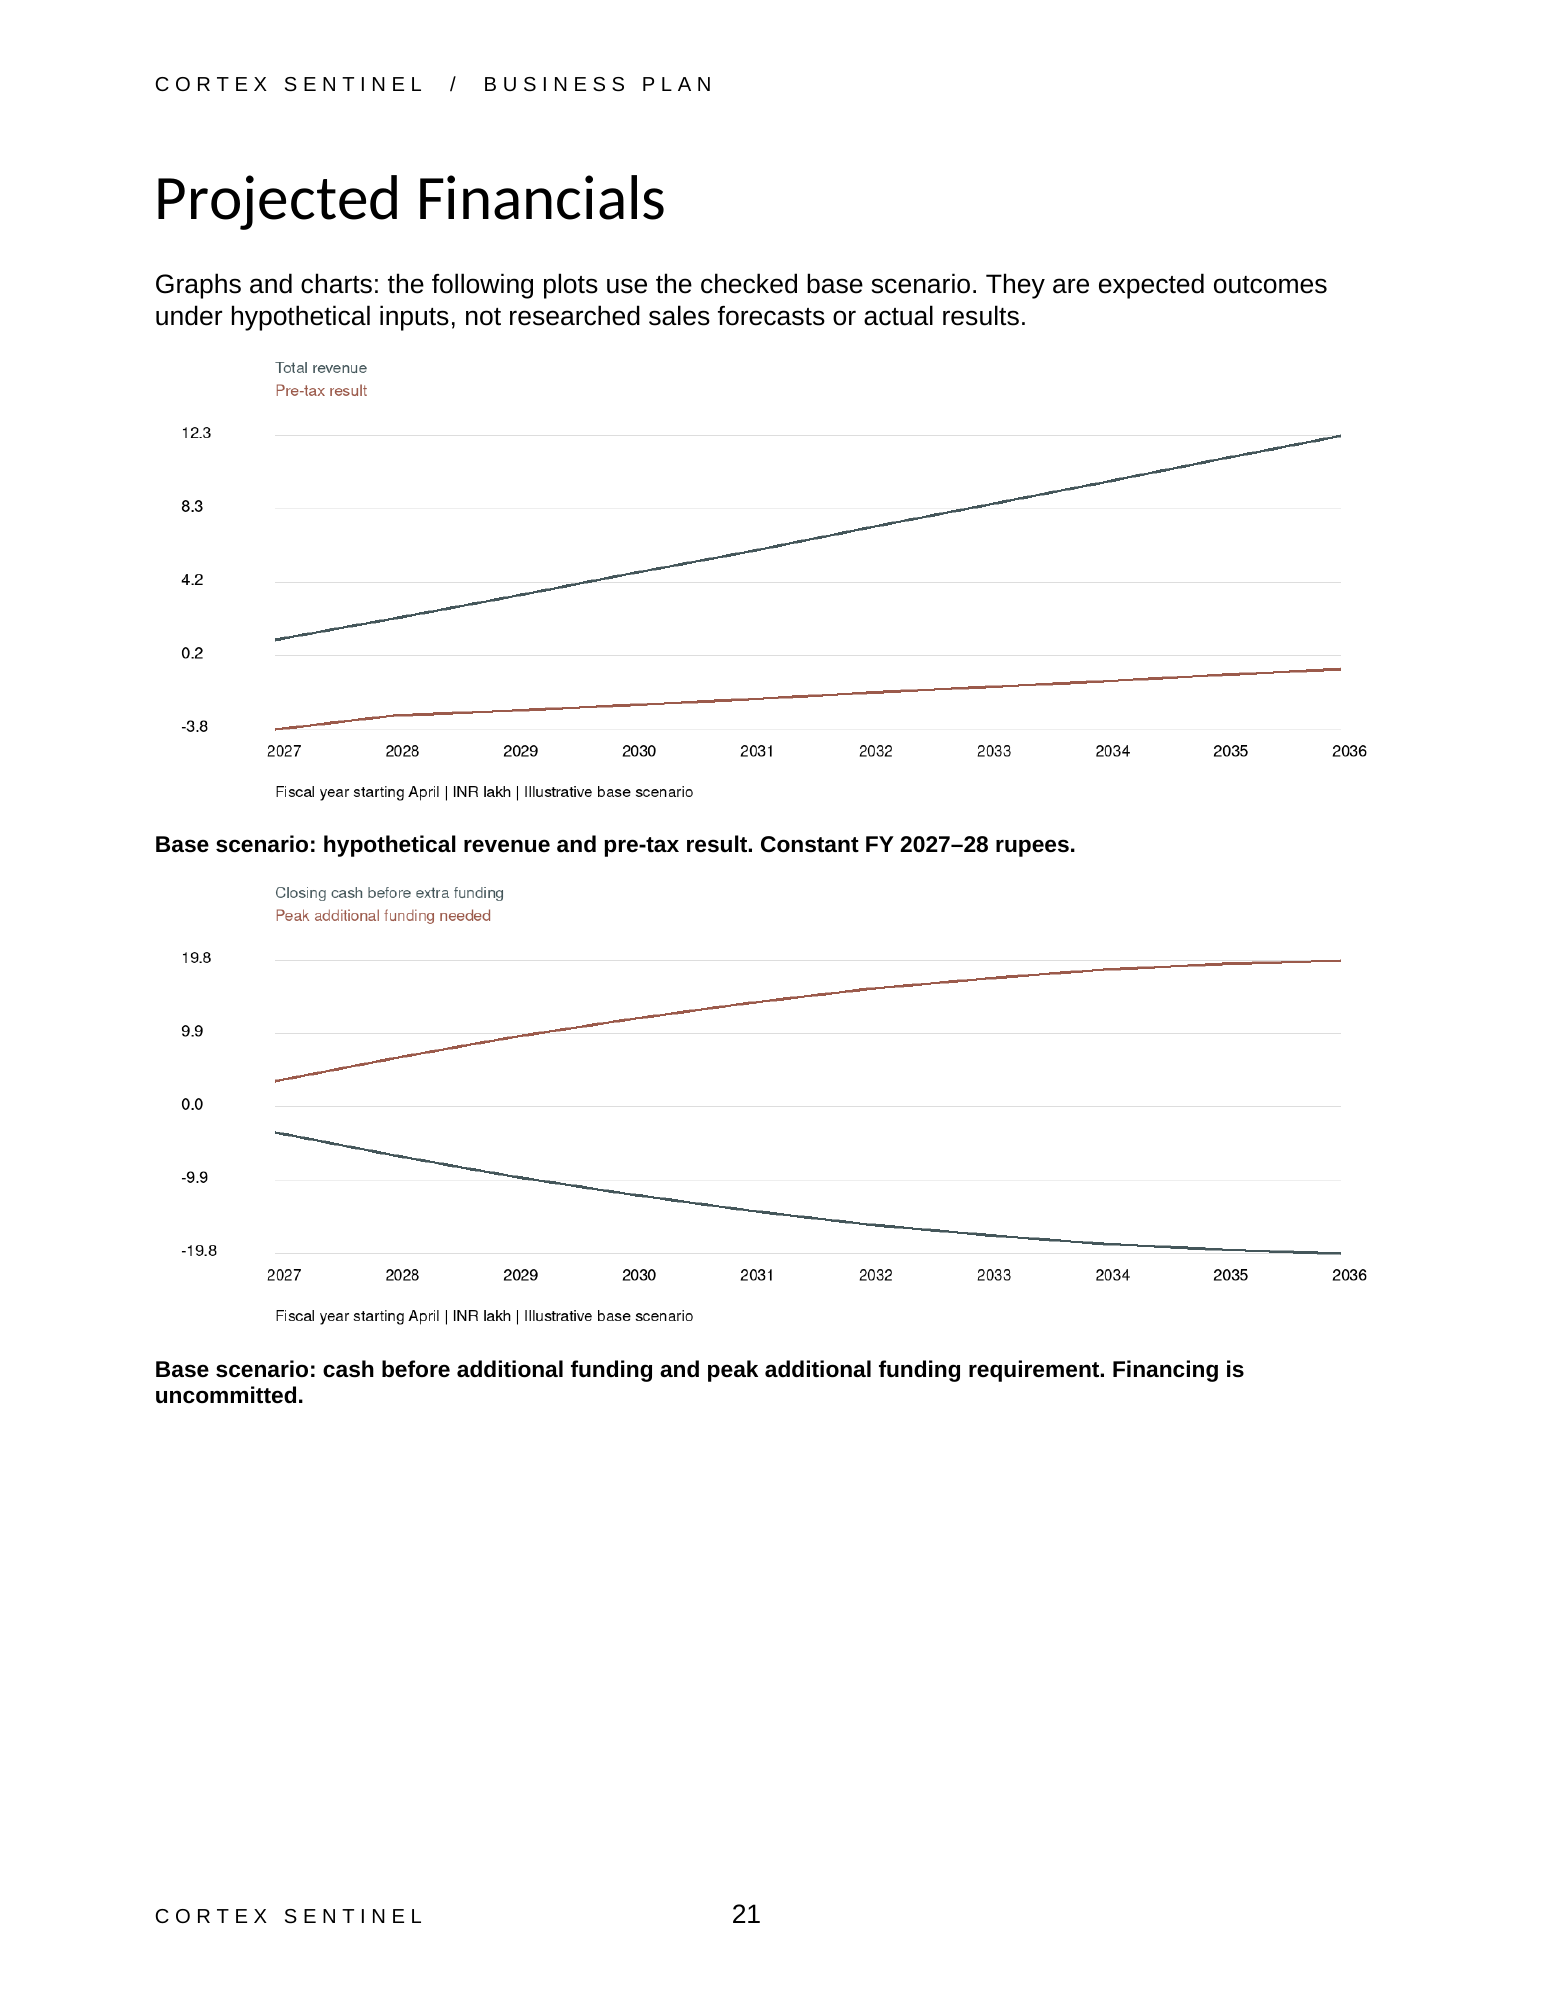 CORTEX SENTINEL / BUSINESS PLAN
Projected Financials
Graphs and charts: the following plots use the checked base scenario. They are expected outcomes
under hypothetical inputs, not researched sales forecasts or actual results.
Total revenue
Pre-tax result
12.3
8.3
4.2
0.2
-3.8
2027 2028 2029 2030 2031 2032 2033 2034 2035 2036
Fiscal year starting April | INR lakh | Illustrative base scenario
Base scenario: hypothetical revenue and pre-tax result. Constant FY 2027–28 rupees.
Closing cash before extra funding
Peak additional funding needed
19.8
9.9
0.0
-9.9
-19.8
2027 2028 2029 2030 2031 2032 2033 2034 2035 2036
Fiscal year starting April | INR lakh | Illustrative base scenario
Base scenario: cash before additional funding and peak additional funding requirement. Financing is
uncommitted.
CORTEX SENTINEL 21